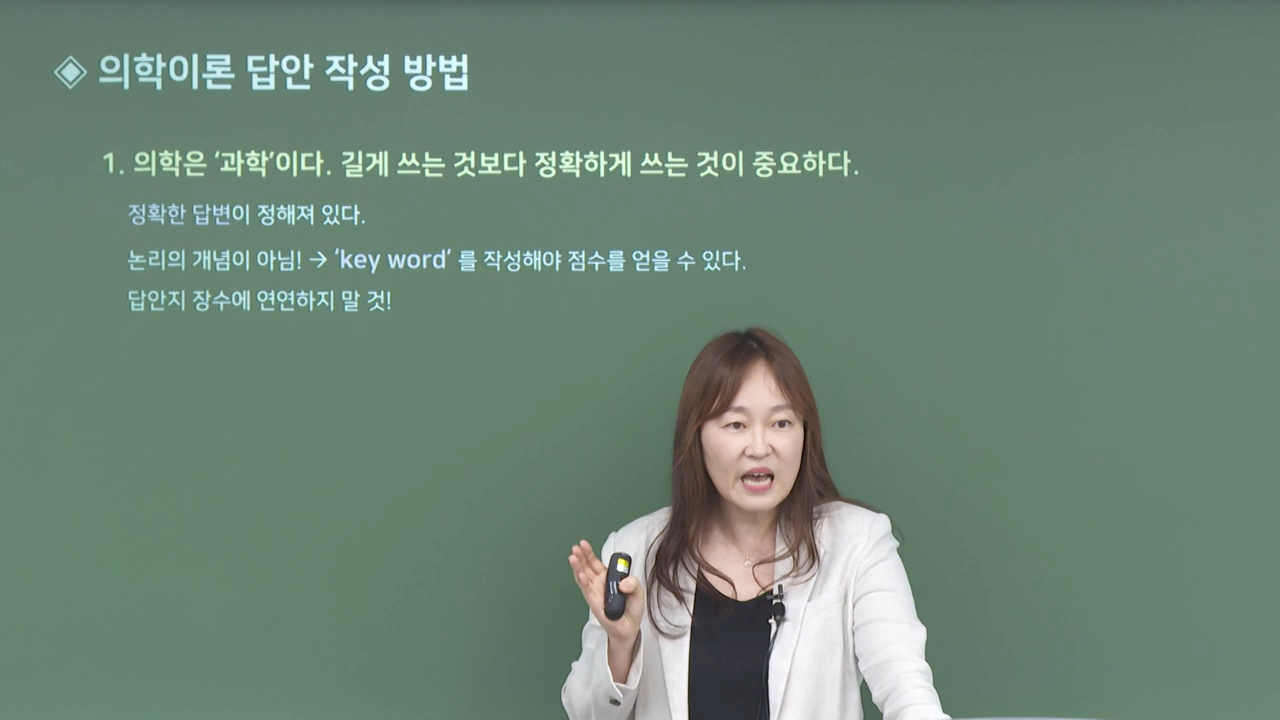 ◈ 의학이론 답안 작성 방법
1. 의학은 ‘과학’이다. 길게 쓰는 것보다 정확하게 쓰는 것이 중요하다.
정확한 답변이 정해져 있다.
논리의 개념이 아님! → ‘key word’ 를 작성해야 점수를 얻을 수 있다.
답안지 장수에 연연하지 말 것!